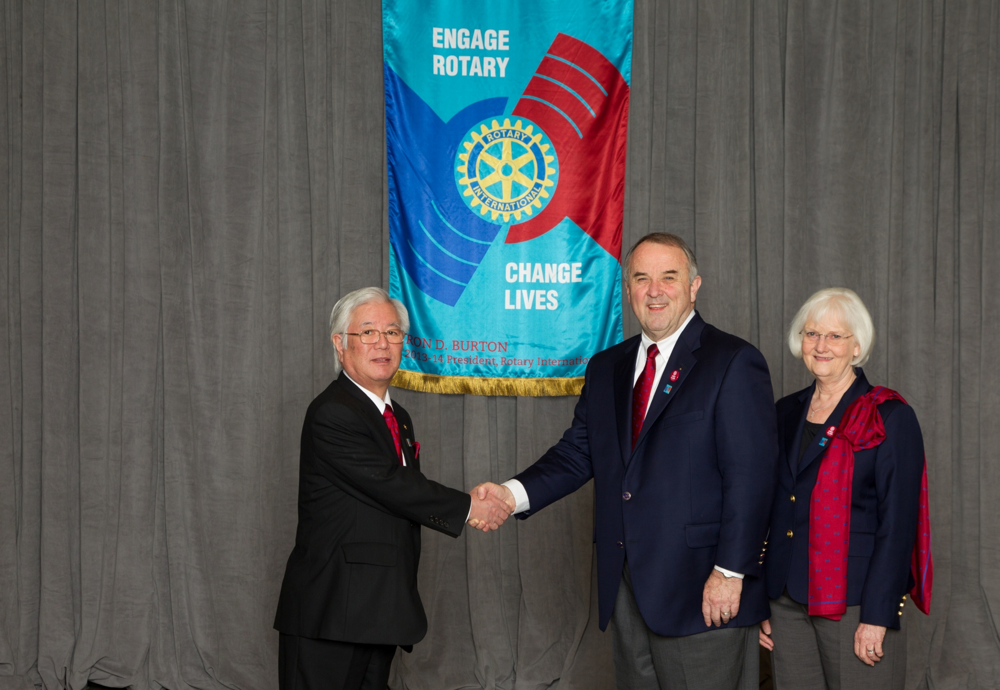 ENGAGE
ROTARY
ROTARY
INTERNATIONAL
CHANGE
LIVES
RON D. BURTON
2013-14 President, Rotary Internatio